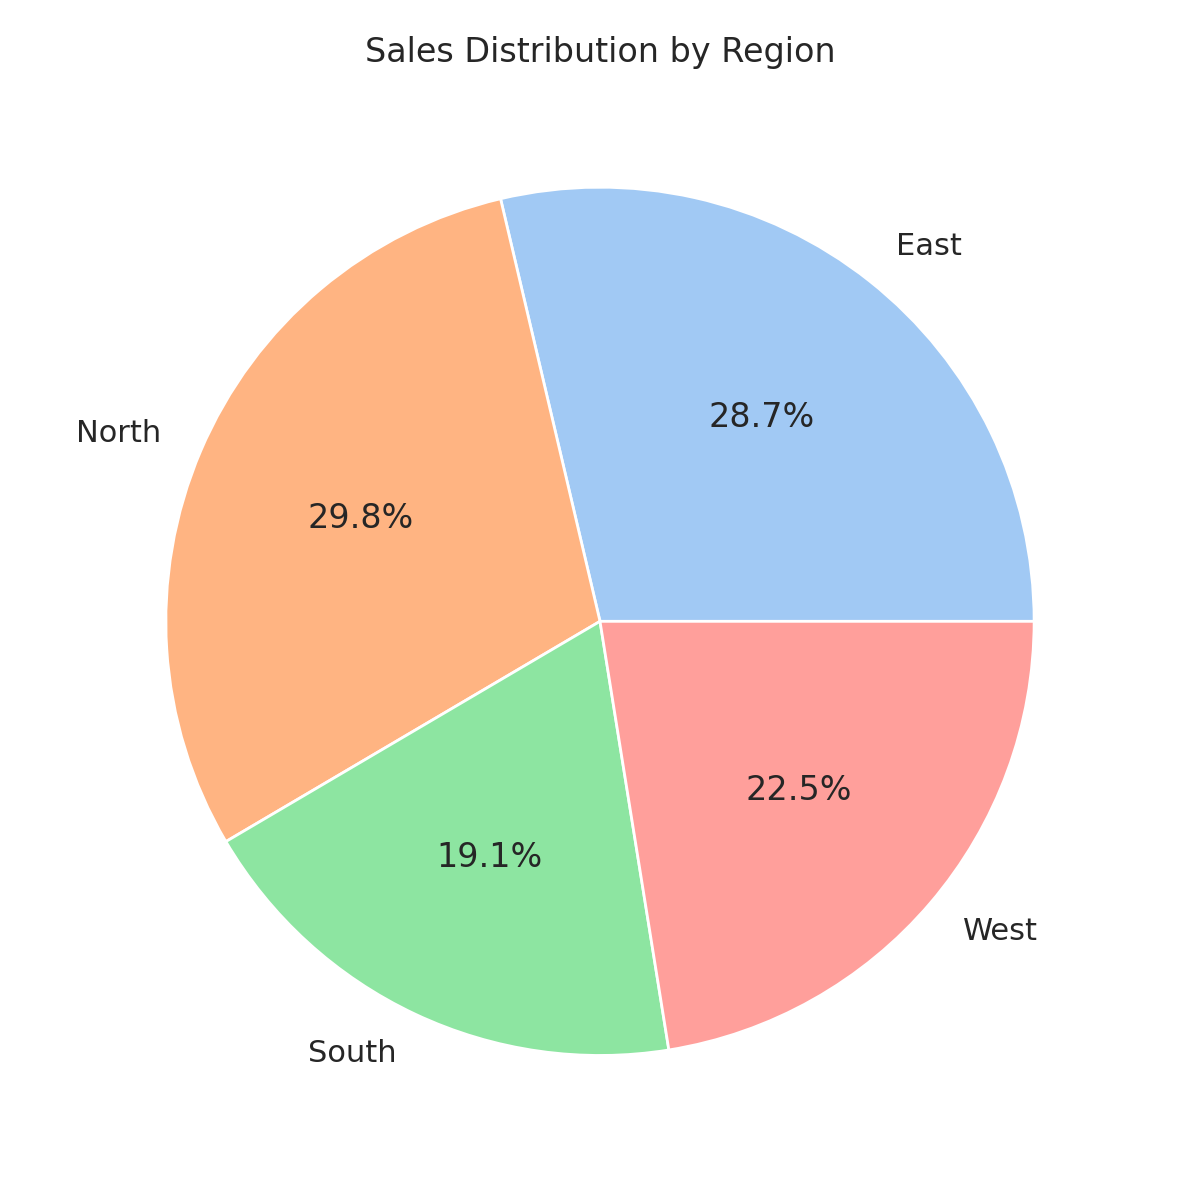 Sales Distribution by Region
East
28.7%
North
29.8%
22.5%
19.1%
West
South